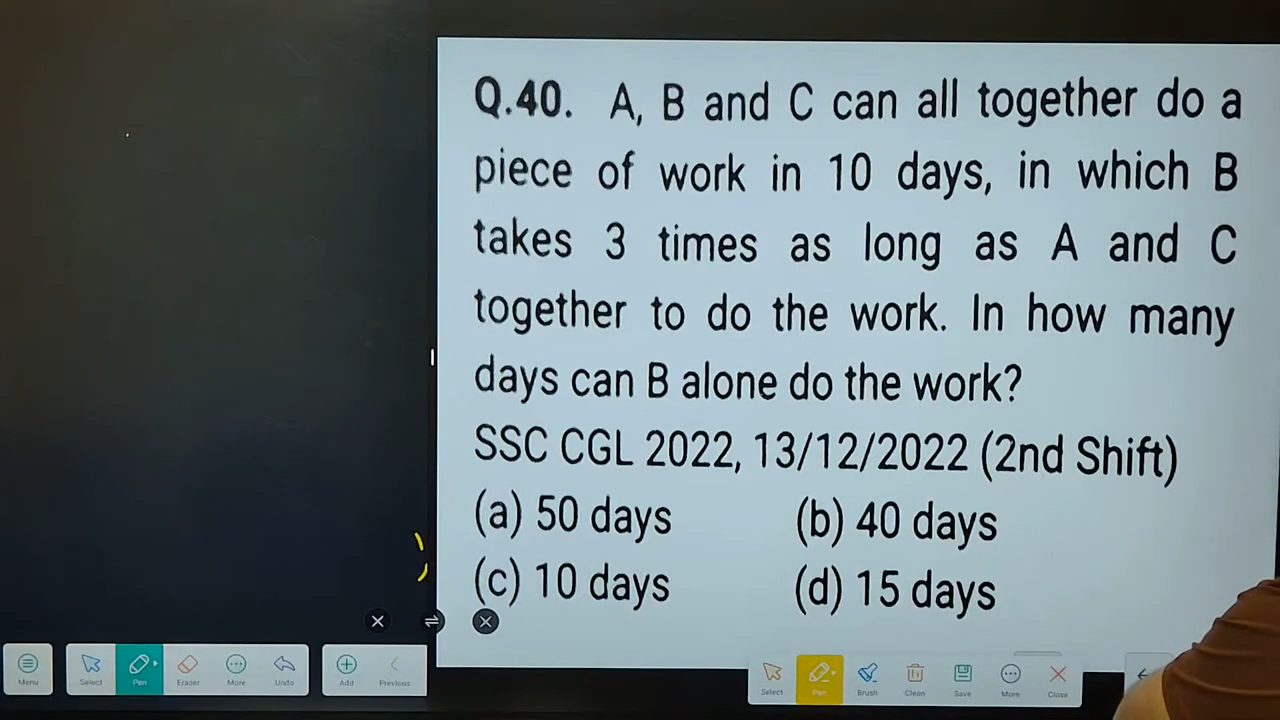 Q.40. A, B and C can all together do a
piece of work in 10 days, in which B
takes 3 times as long as A and C
together to do the work. In how many
days can B alone do the work?
SSC CGL 2022, 13/12/2022 (2nd Shift)
(a) 50 days (b) 40 days
(c) 10 days (d) 15 days
Menu Select Pen Eraser More Undo Add Previous
Select Pen Brush Clean Save More Close